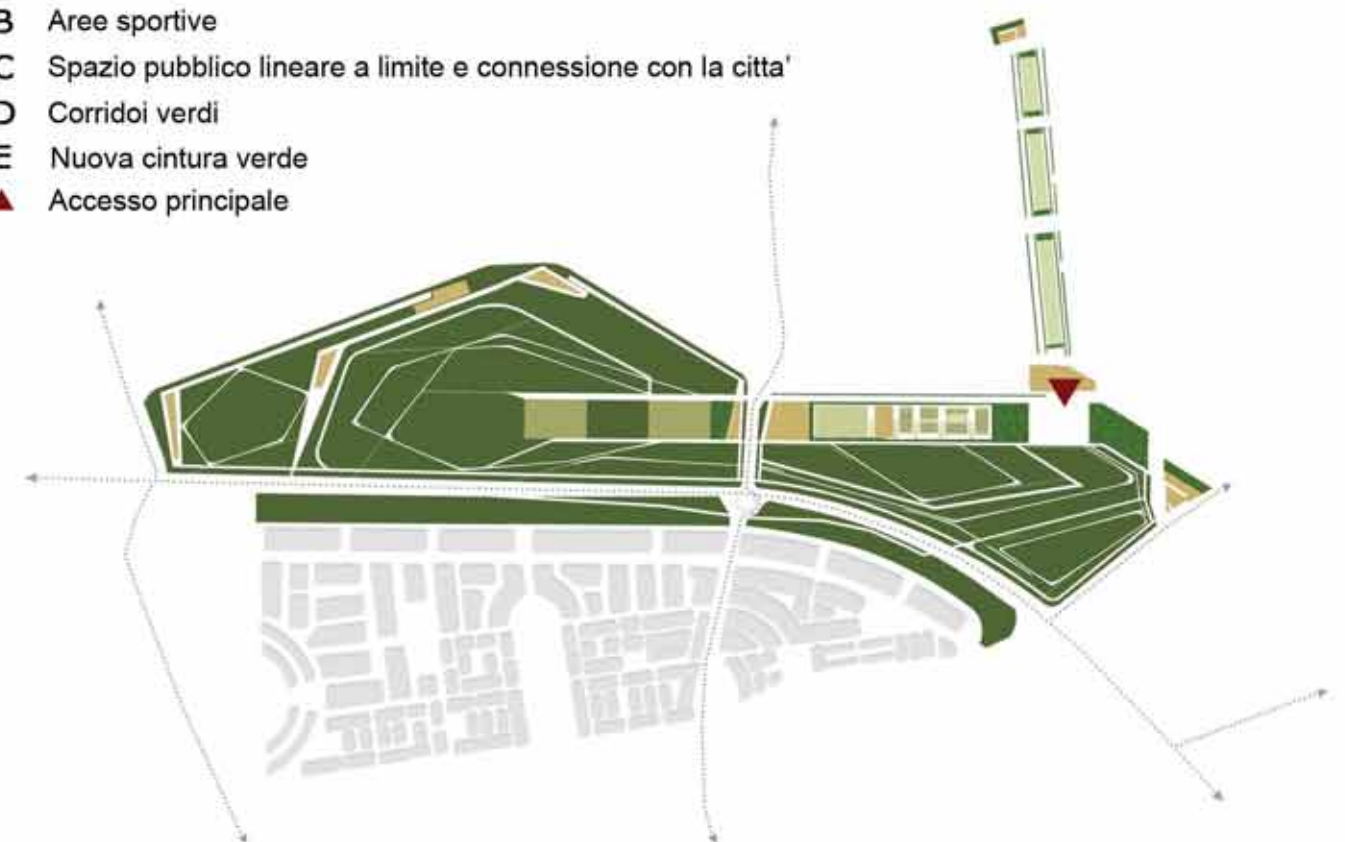 B Aree sportive
C Spazio pubblico lineare a limite e connessione con la citta'
D Corridoi verdi
E Nuova cintura verde
Accesso principale